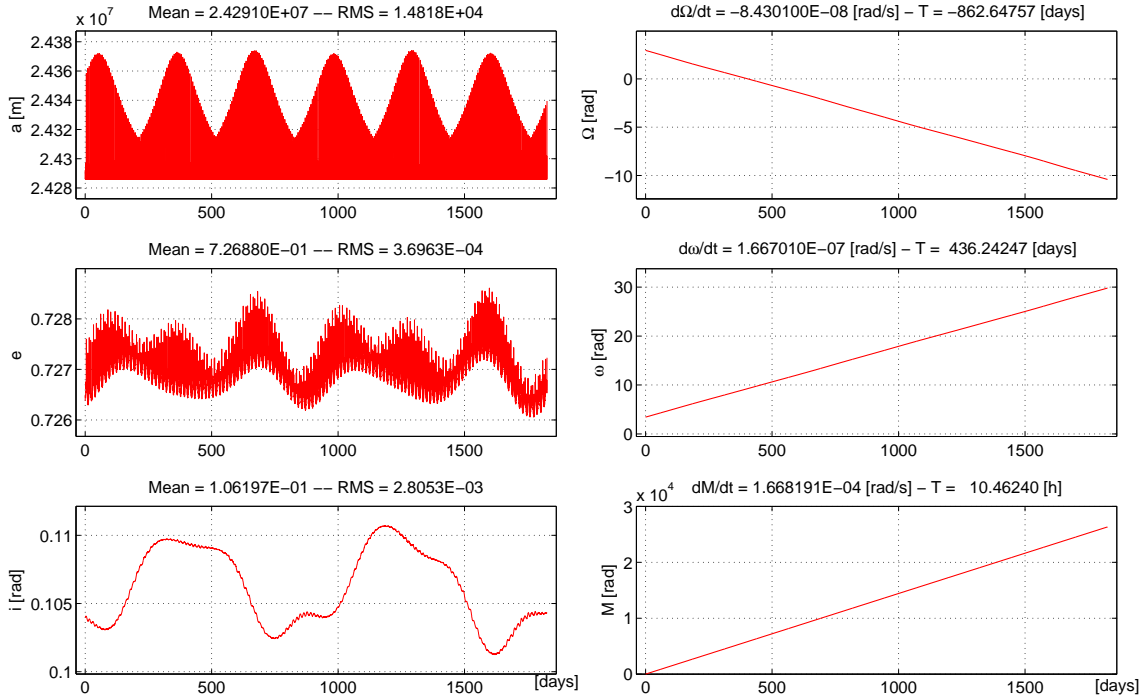 Mean = 2.42910E+07 −− RMS = 1.4818E+04
x 10^7
2.438
2.436
2.434
2.432
2.43
2.428
a [m]
0 500 1000 1500
dΩ/dt = −8.430100E−08 [rad/s] − T = −862.64757 [days]
0
−5
−10
Ω [rad]
0 500 1000 1500
Mean = 7.26880E−01 −− RMS = 3.6963E−04
0.728
0.727
0.726
e
0 500 1000 1500
dω/dt = 1.667010E−07 [rad/s] − T = 436.24247 [days]
30
20
10
0
ω [rad]
0 500 1000 1500
Mean = 1.06197E−01 −− RMS = 2.8053E−03
0.11
0.105
0.1
i [rad]
0 500 1000 1500 [days]
dM/dt = 1.668191E−04 [rad/s] − T = 10.46240 [h]
x 10^4
3
2
1
0
M [rad]
0 500 1000 1500 [days]